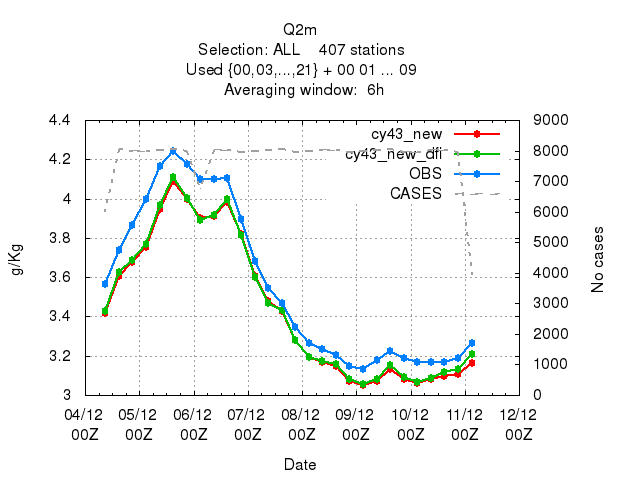 Q2m
Selection: ALL 407 stations
Used {00,03,...,21} + 00 01 ... 09
Averaging window: 6h
4.4
4.2
4
3.8
3.6
3.4
3.2
3
g/Kg
cy43_new
cy43_new_dfi
OBS
CASES
9000
8000
7000
6000
5000
4000
3000
2000
1000
0
No cases
04/12 05/12 06/12 07/12 08/12 09/12 10/12 11/12 12/12
00Z 00Z 00Z 00Z 00Z 00Z 00Z 00Z 00Z
Date